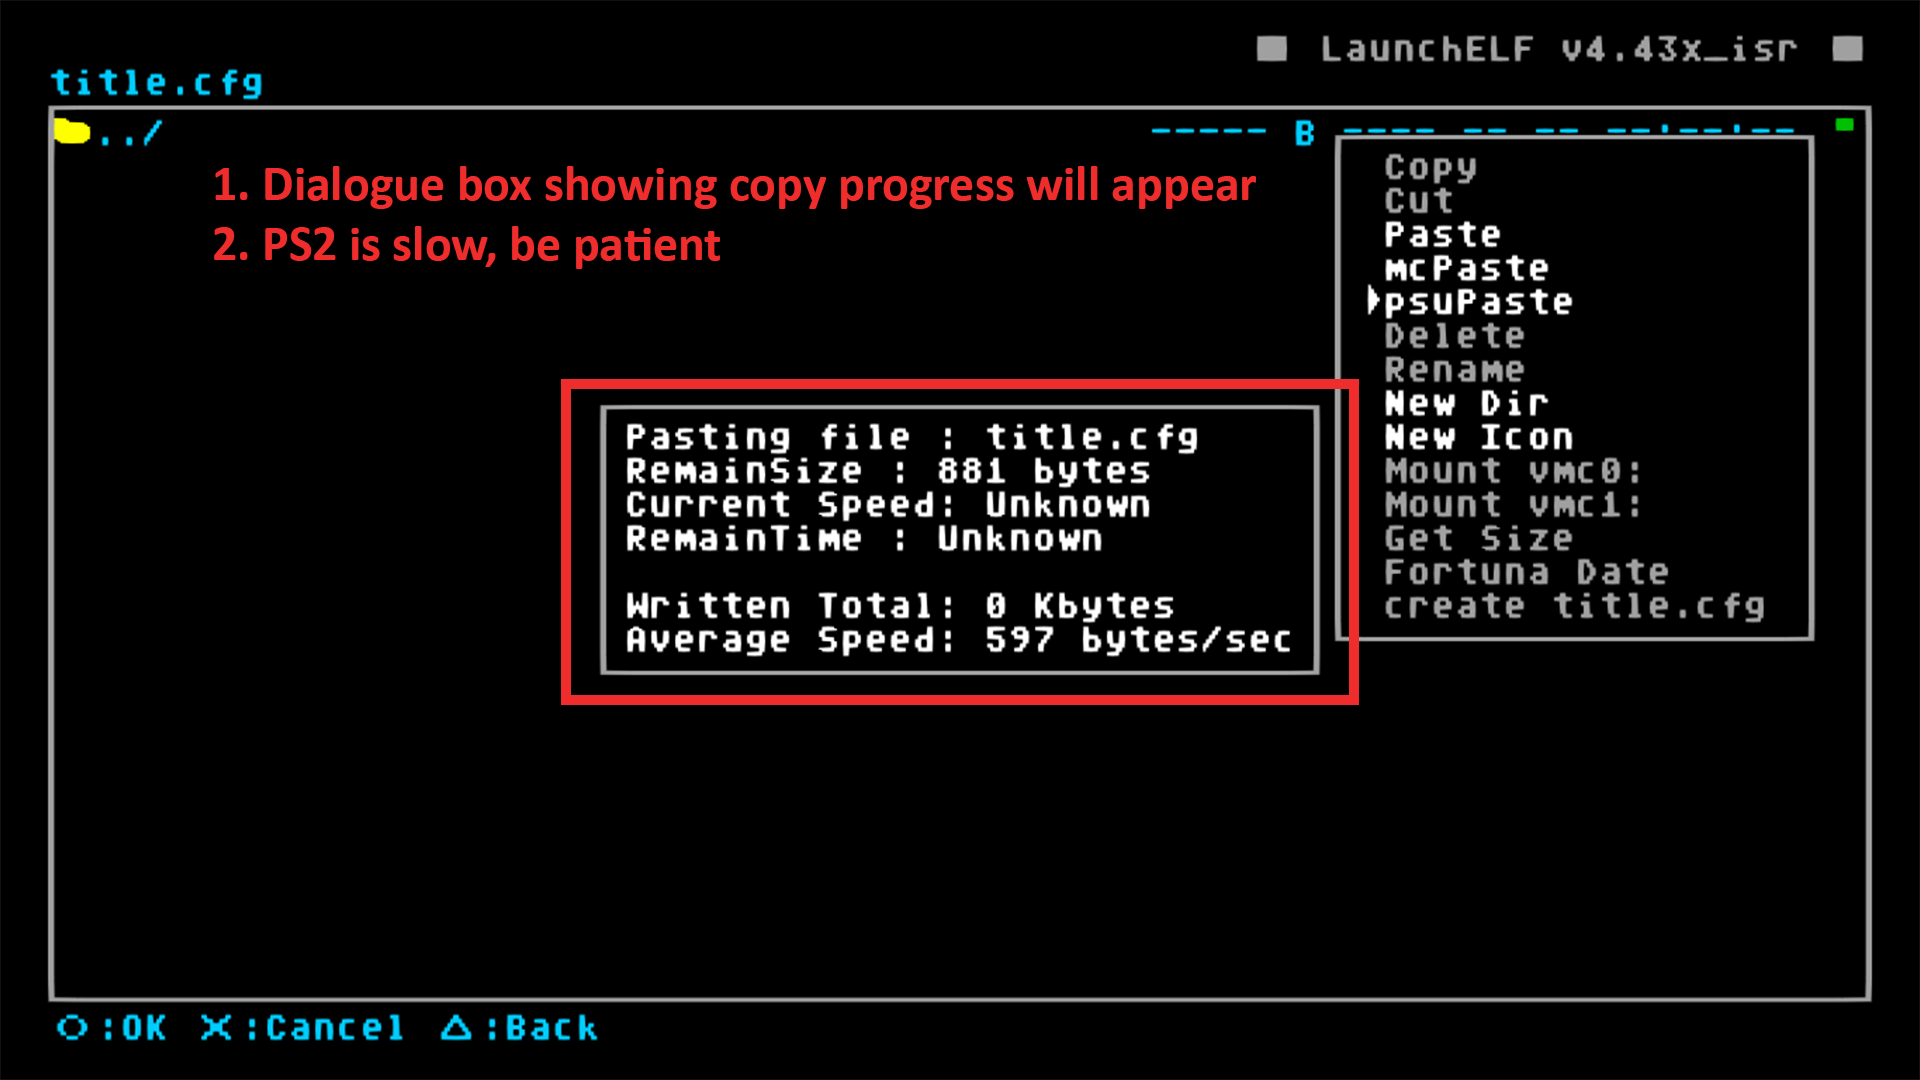 LaunchELF v4.43x_isr
title.cfg
../
----- B ---- -- -- --:--:--
1. Dialogue box showing copy progress will appear
2. PS2 is slow, be patient
Copy
Cut
Paste
mcPaste
psuPaste
Delete
Rename
New Dir
New Icon
Mount vmc0:
Mount vmc1:
Get Size
Fortuna Date
create title.cfg
Pasting file : title.cfg
RemainSize : 881 bytes
Current Speed: Unknown
RemainTime : Unknown
Written Total: 0 Kbytes
Average Speed: 597 bytes/sec
○:OK ×:Cancel △:Back